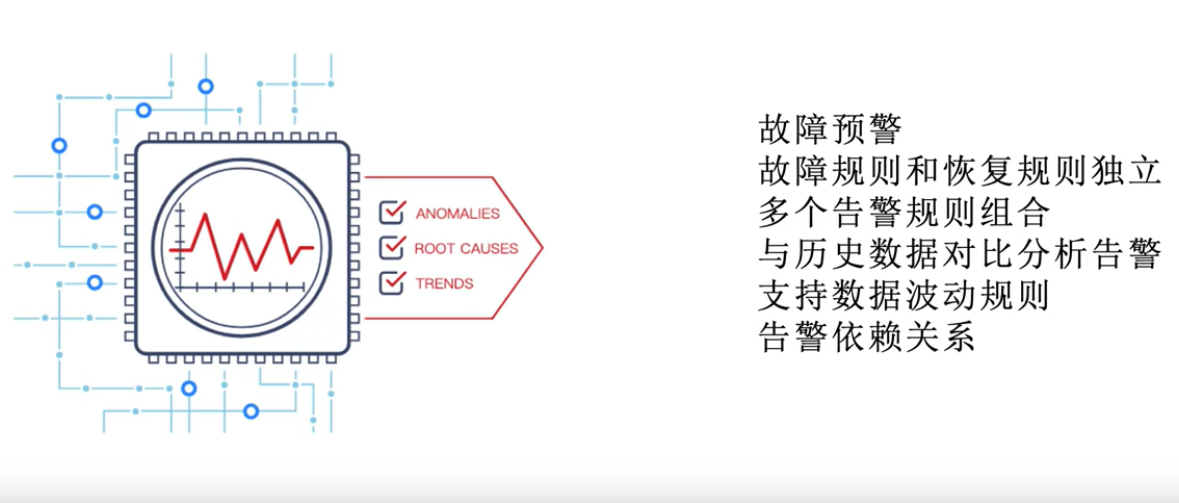 ANOMALIES
ROOT CAUSES
TRENDS
故障预警
故障规则和恢复规则独立
多个告警规则组合
与历史数据对比分析告警
支持数据波动规则
告警依赖关系